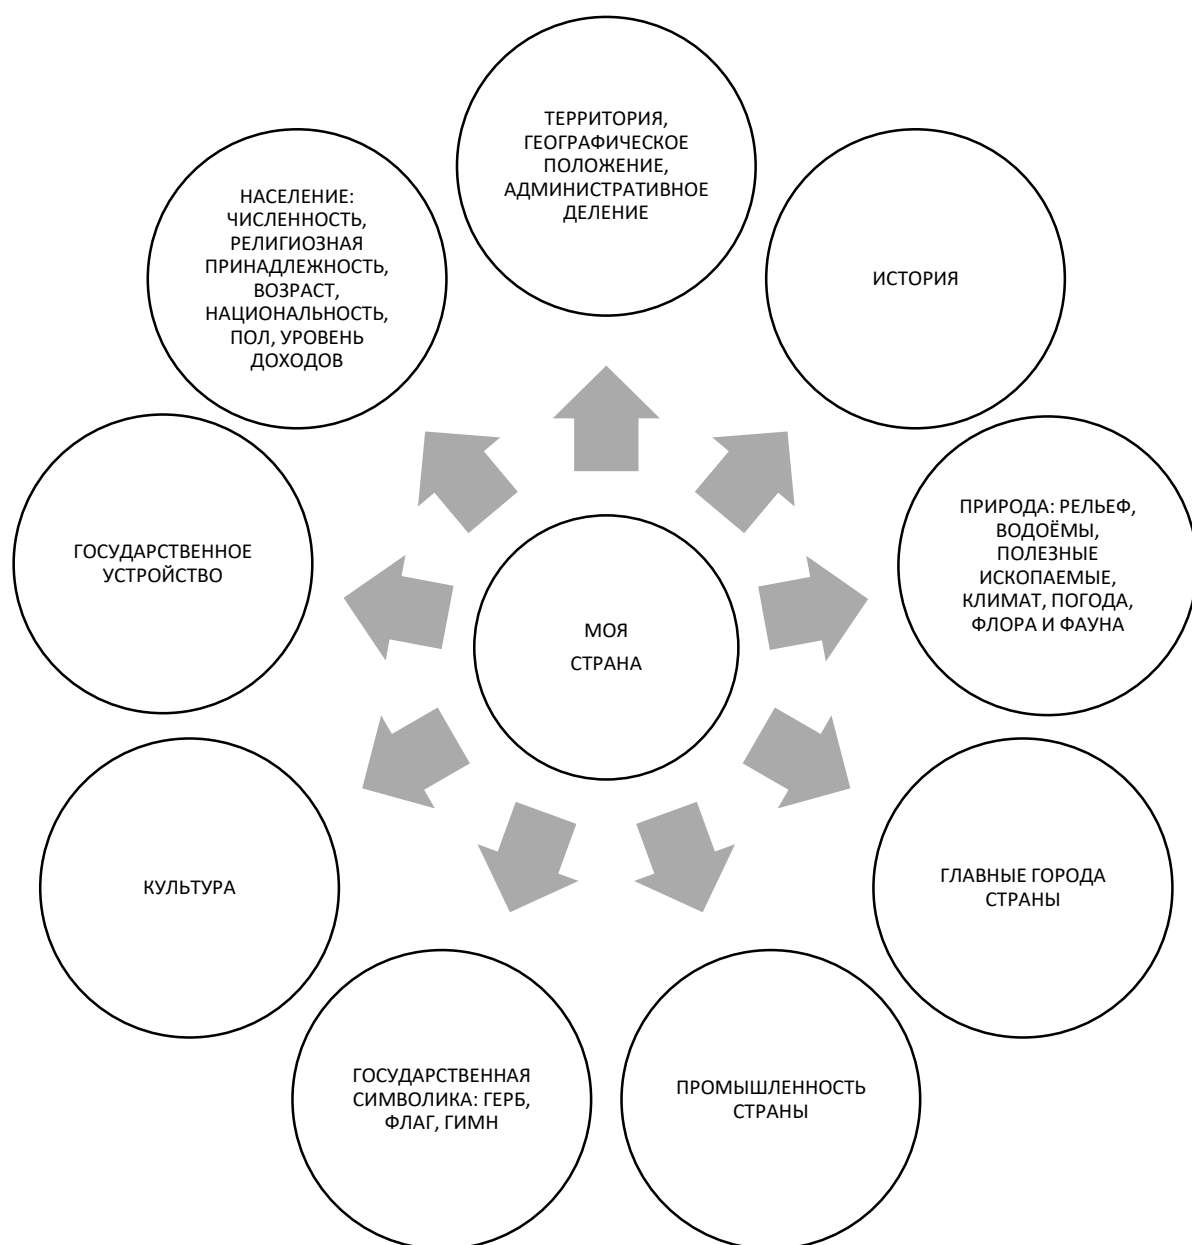 ТЕРРИТОРИЯ,
ГЕОГРАФИЧЕСКОЕ
ПОЛОЖЕНИЕ,
АДМИНИСТРАТИВНОЕ
ДЕЛЕНИЕ
ИСТОРИЯ
ПРИРОДА: РЕЛЬЕФ,
ВОДОЁМЫ,
ПОЛЕЗНЫЕ
ИСКОПАЕМЫЕ,
КЛИМАТ, ПОГОДА,
ФЛОРА И ФАУНА
ГЛАВНЫЕ ГОРОДА
СТРАНЫ
ПРОМЫШЛЕННОСТЬ
СТРАНЫ
ГОСУДАРСТВЕННАЯ
СИМВОЛИКА: ГЕРБ,
ФЛАГ, ГИМН
КУЛЬТУРА
ГОСУДАРСТВЕННОЕ
УСТРОЙСТВО
НАСЕЛЕНИЕ:
ЧИСЛЕННОСТЬ,
РЕЛИГИОЗНАЯ
ПРИНАДЛЕЖНОСТЬ,
ВОЗРАСТ,
НАЦИОНАЛЬНОСТЬ,
ПОЛ, УРОВЕНЬ
ДОХОДОВ
МОЯ
СТРАНА